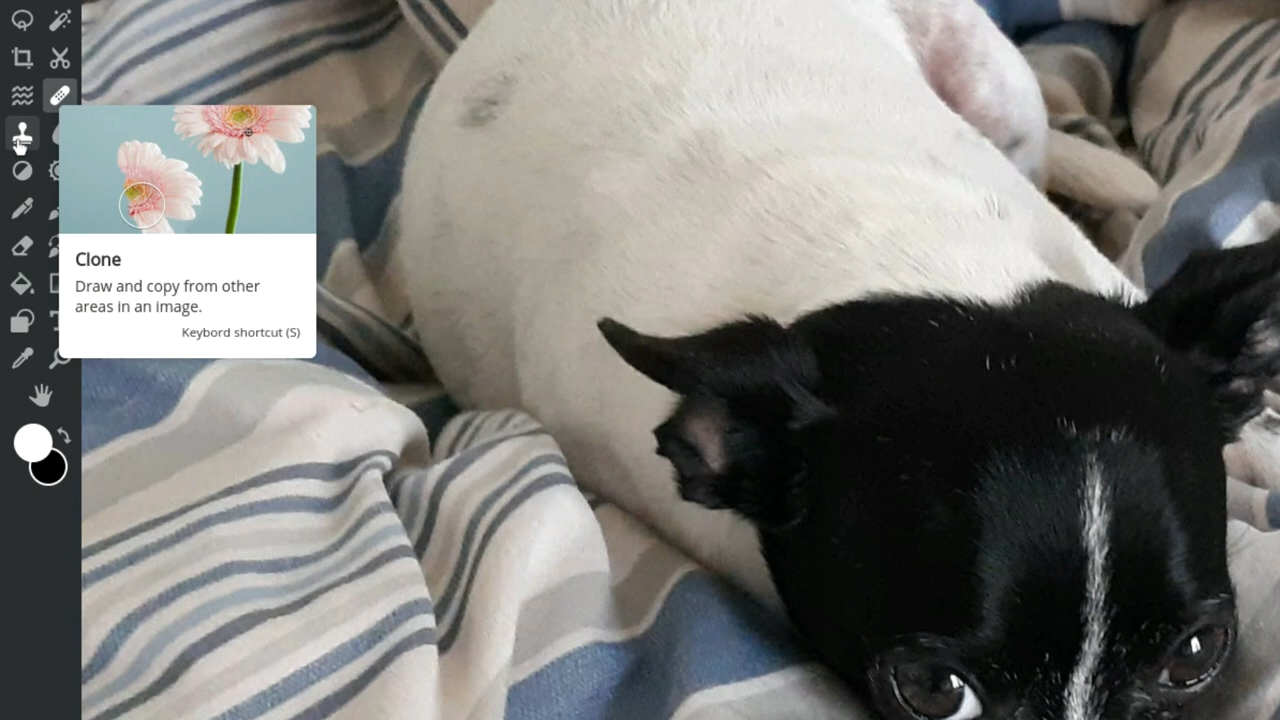 Clone
Draw and copy from other
areas in an image.
Keybord shortcut (S)